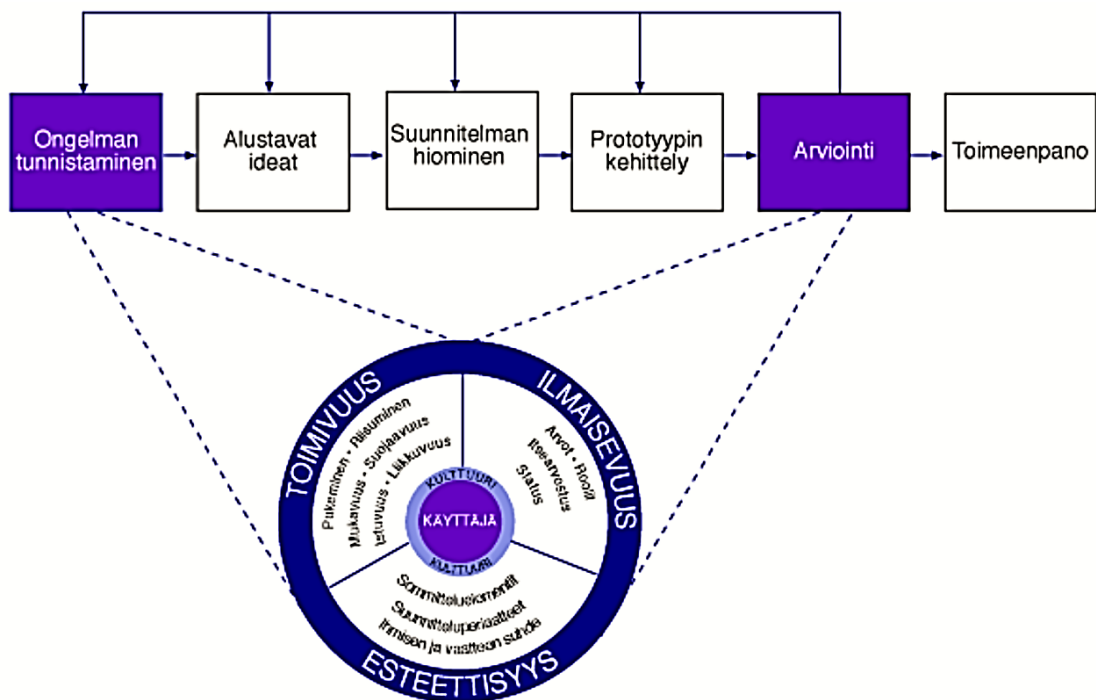 Ongelman
tunnistaminen
Alustavat
ideat
Suunnitelman
hiominen
Prototyypin
kehittely
Arviointi
Toimeenpano
TOIMIVUUS
Pukeminen • Riisuminen
Mukavuus • Suojaavuus
Istuvuus • Liikkuvuus
ILMAISEVUUS
Arvot • Roolit
Itsearvostus
Status
KULTTUURI
KÄYTTÄJÄ
KULTTUURI
Sommitteluelementit
Suunnitteluperiaatteet
Ihmisen ja vaatteen suhde
ESTEETTISYYS